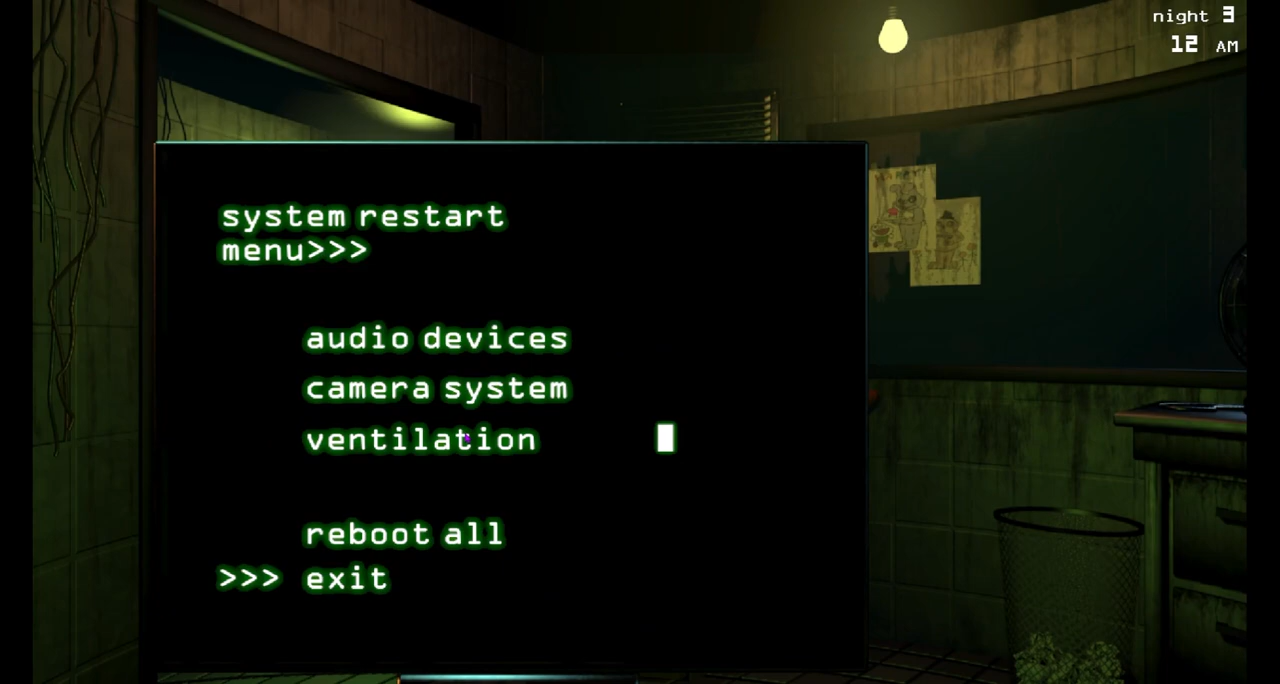 night 3
12 AM
system restart
menu>>>
audio devices
camera system
ventilation
reboot all
>>> exit